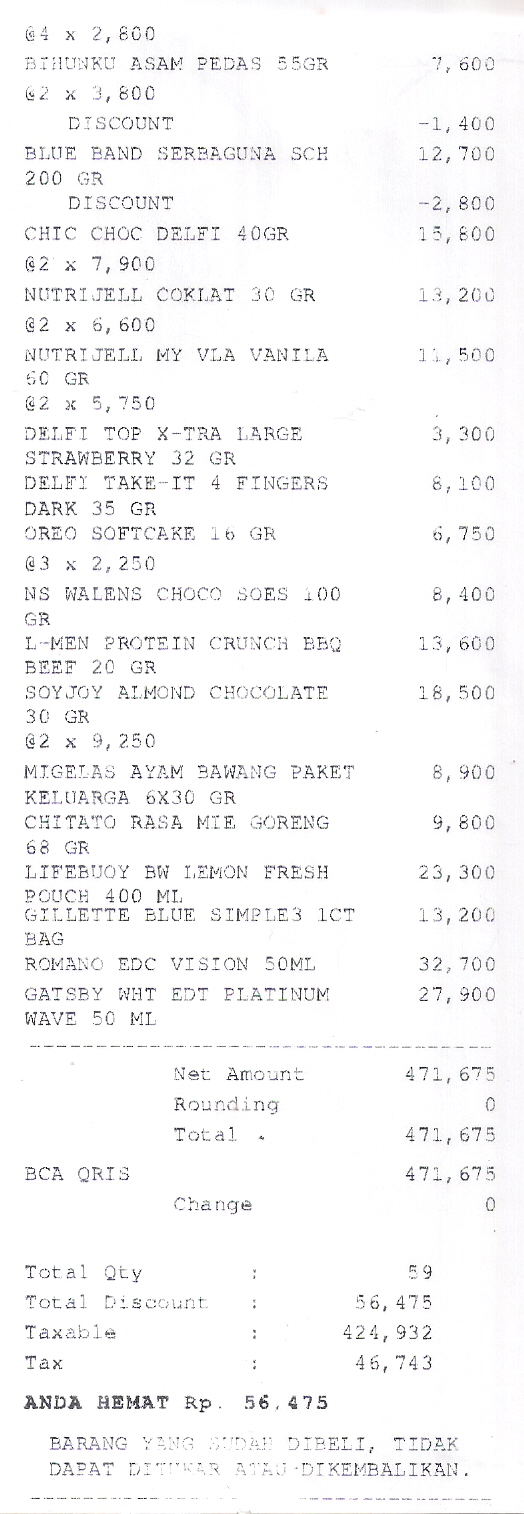 @4 x 2,800
BIHUNKU ASAM PEDAS 55GR 7,600
@2 x 3,800
DISCOUNT -1,400
BLUE BAND SERBAGUNA SCH 12,700
200 GR
DISCOUNT -2,800
CHIC CHOC DELFI 40GR 15,800
@2 x 7,900
NUTRIJELL COKLAT 30 GR 13,200
@2 x 6,600
NUTRIJELL MY VLA VANILA 11,500
60 GR
@2 x 5,750
DELFI TOP X-TRA LARGE 3,300
STRAWBERRY 32 GR
DELFI TAKE-IT 4 FINGERS 8,100
DARK 35 GR
OREO SOFTCAKE 16 GR 6,750
@3 x 2,250
NS WALENS CHOCO SOES 100 8,400
GR
L-MEN PROTEIN CRUNCH BBQ 13,600
BEEF 20 GR
SOYJOY ALMOND CHOCOLATE 18,500
30 GR
@2 x 9,250
MIGELAS AYAM BAWANG PAKET 8,900
KELUARGA 6X30 GR
CHITATO RASA MIE GORENG 9,800
68 GR
LIFEBUOY BW LEMON FRESH 23,300
POUCH 400 ML
GILLETTE BLUE SIMPLE3 1CT 13,200
BAG
ROMANO EDC VISION 50ML 32,700
GATSBY WHT EDT PLATINUM 27,900
WAVE 50 ML
Net Amount 471,675
Rounding 0
Total 471,675
BCA QRIS 471,675
Change 0
Total Qty : 59
Total Discount : 56,475
Taxable : 424,932
Tax : 46,743
ANDA HEMAT Rp. 56,475
BARANG YANG SUDAH DIBELI, TIDAK
DAPAT DITUKAR ATAU DIKEMBALIKAN.